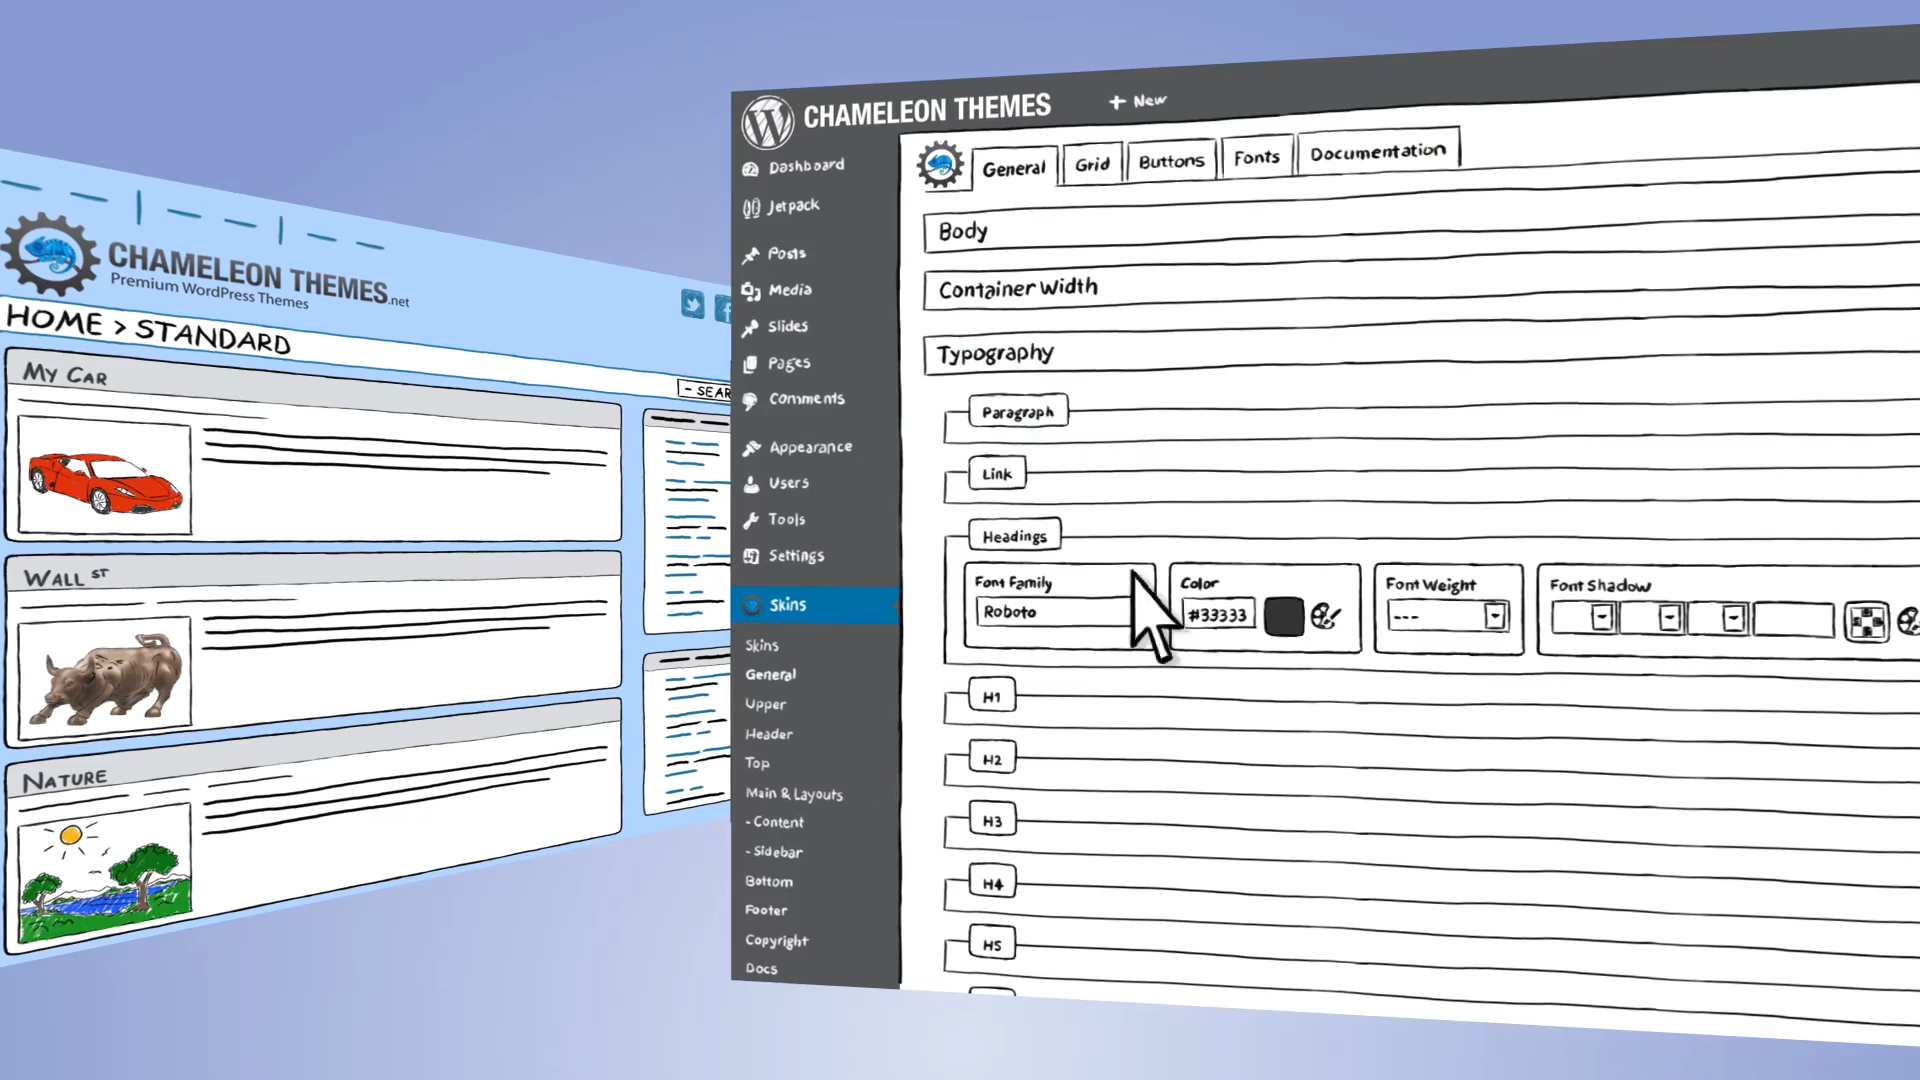 CHAMELEON THEMES.net
Premium WordPress Themes
HOME > STANDARD
- SEAR
MY CAR
WALL ST
NATURE
CHAMELEON THEMES
+ New
Dashboard
Jetpack
Posts
Media
Slides
Pages
Comments
Appearance
Users
Tools
Settings
Skins
Skins
General
Upper
Header
Top
Main & Layouts
- Content
- Sidebar
Bottom
Footer
Copyright
Docs
General
Grid
Buttons
Fonts
Documentation
Body
Container Width
Typography
Paragraph
Link
Headings
Font Family
Roboto
Color
#33333
Font Weight
---
Font Shadow
H1
H2
H3
H4
H5